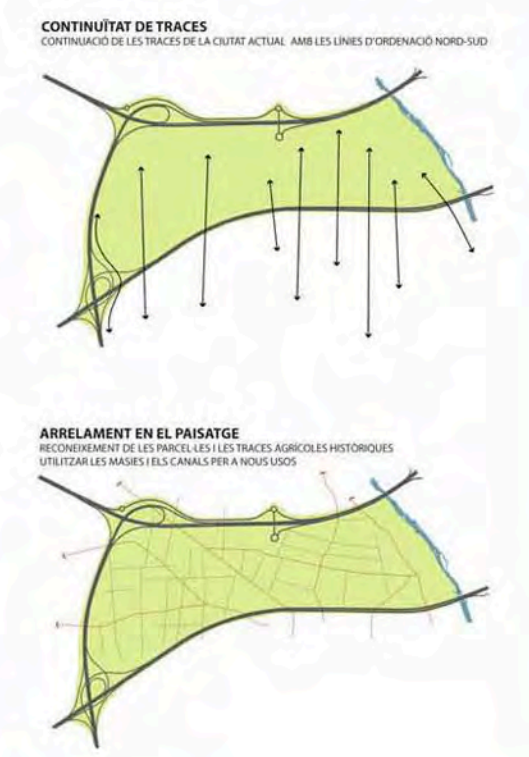 CONTINUÏTAT DE TRACES
CONTINUACIÓ DE LES TRACES DE LA CIUTAT ACTUAL AMB LES LÍNIES D'ORDENACIÓ NORD-SUD
ARRELAMENT EN EL PAISATGE
RECONEIXEMENT DE LES PARCEL·LES I LES TRACES AGRÍCOLES HISTÒRIQUES
UTILITZAR LES MASIES I ELS CANALS PER A NOUS USOS